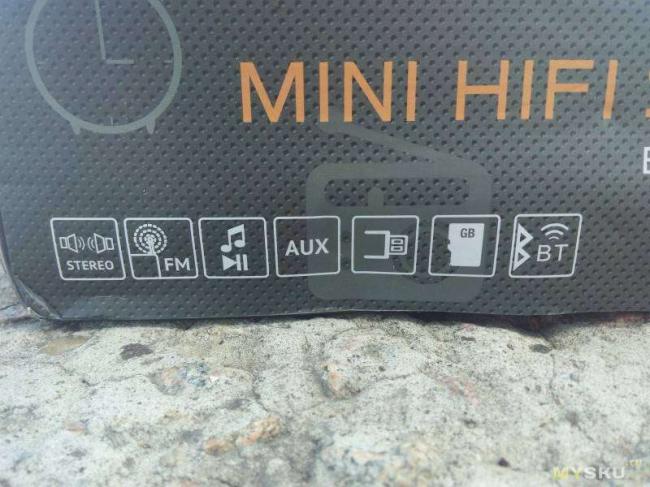 MINI HIFI
STEREO
FM
AUX
GB
BT
MYSKU